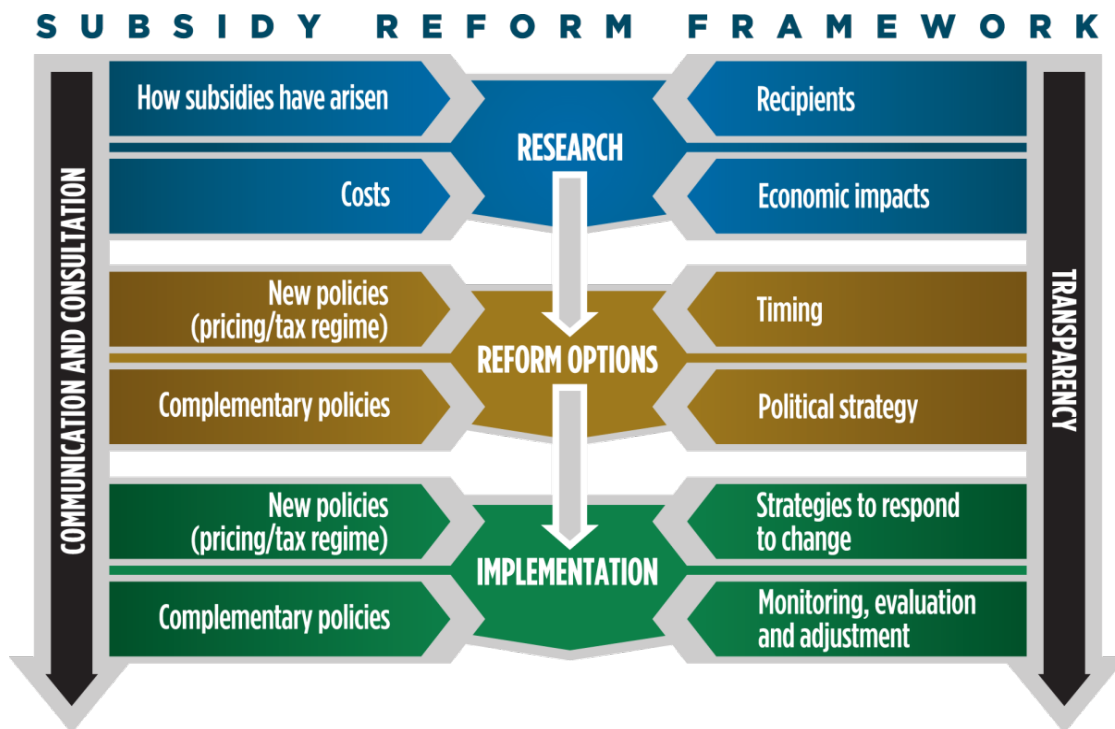 SUBSIDY REFORM FRAMEWORK
COMMUNICATION AND CONSULTATION
How subsidies have arisen
Costs
RESEARCH
Recipients
Economic impacts
New policies
(pricing/tax regime)
Complementary policies
REFORM OPTIONS
Timing
Political strategy
New policies
(pricing/tax regime)
Complementary policies
IMPLEMENTATION
Strategies to respond
to change
Monitoring, evaluation
and adjustment
TRANSPARENCY